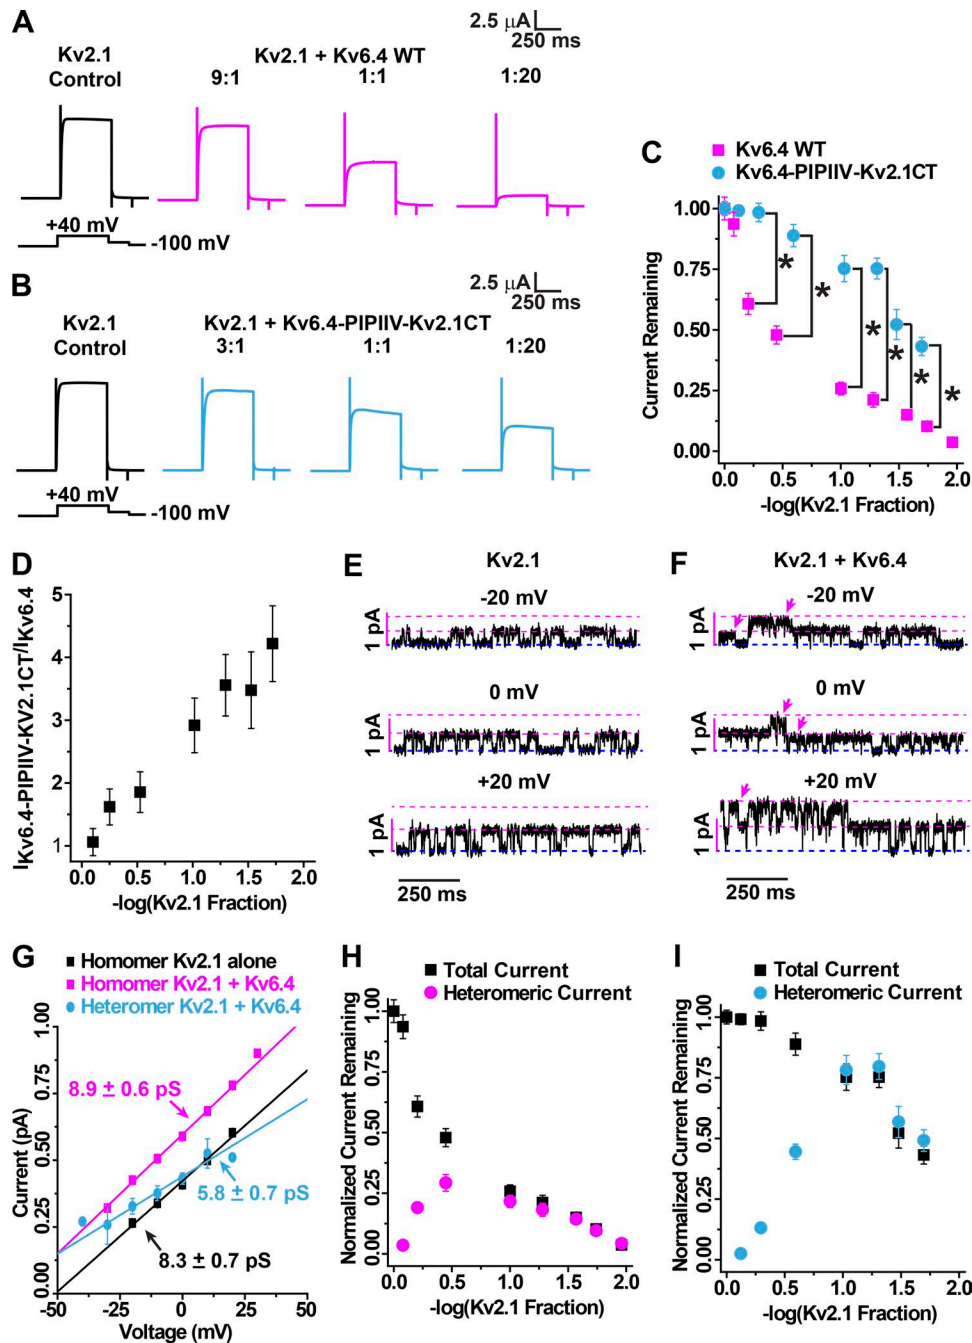 A
2.5 µA
250 ms
Kv2.1
Control
Kv2.1 + Kv6.4 WT
9:1
1:1
1:20
+40 mV
-100 mV
B
2.5 µA
250 ms
Kv2.1
Control
Kv2.1 + Kv6.4-PIPIIV-Kv2.1CT
3:1
1:1
1:20
+40 mV
-100 mV
C
Kv6.4 WT
Kv6.4-PIPIIV-Kv2.1CT
Current Remaining
1.00
0.75
0.50
0.25
0.00
* * * * * *
0.0 0.5 1.0 1.5 2.0
-log(Kv2.1 Fraction)
D
IKv6.4-PIPIIV-KV2.1CT/IKv6.4
5
4
3
2
1
0.0 0.5 1.0 1.5 2.0
-log(Kv2.1 Fraction)
E
Kv2.1
-20 mV
1 pA
0 mV
1 pA
+20 mV
1 pA
250 ms
F
Kv2.1 + Kv6.4
-20 mV
1 pA
0 mV
1 pA
+20 mV
1 pA
250 ms
G
Homomer Kv2.1 alone
Homomer Kv2.1 + Kv6.4
Heteromer Kv2.1 + Kv6.4
Current (pA)
1.00
0.75
0.50
0.25
0.00
8.9 ± 0.6 pS
5.8 ± 0.7 pS
8.3 ± 0.7 pS
-50 -25 0 25 50
Voltage (mV)
H
Total Current
Heteromeric Current
Normalized Current Remaining
1.00
0.75
0.50
0.25
0.00
0.0 0.5 1.0 1.5 2.0
-log(Kv2.1 Fraction)
I
Total Current
Heteromeric Current
Normalized Current Remaining
1.00
0.75
0.50
0.25
0.00
0.0 0.5 1.0 1.5 2.0
-log(Kv2.1 Fraction)